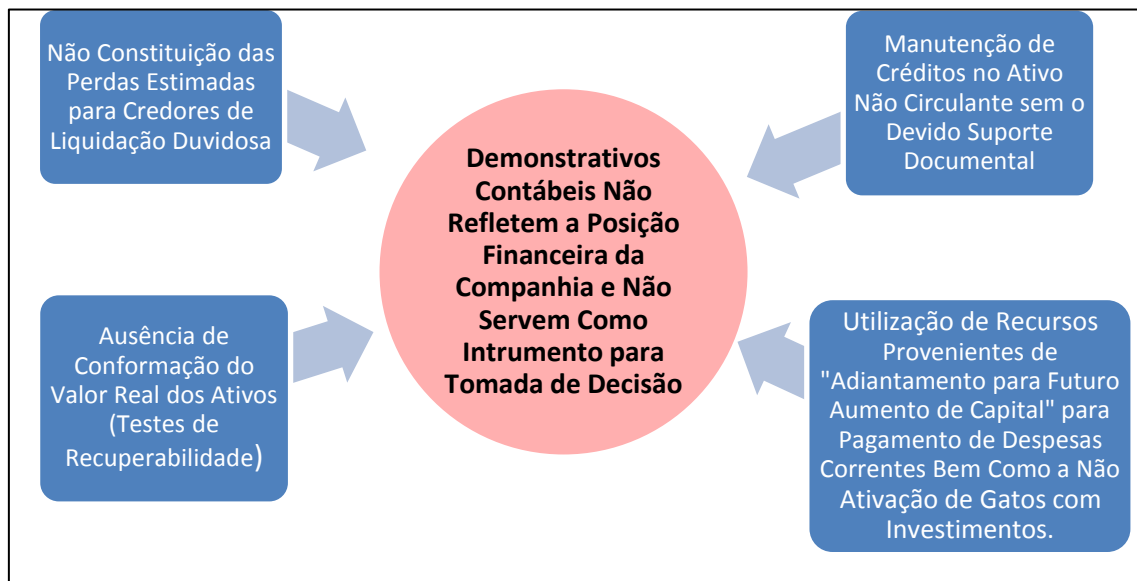 Não Constituição das
Perdas Estimadas
para Credores de
Liquidação Duvidosa
Manutenção de
Créditos no Ativo
Não Circulante sem o
Devido Suporte
Documental
Demonstrativos
Contábeis Não
Refletem a Posição
Financeira da
Companhia e Não
Servem Como
Intrumento para
Tomada de Decisão
Ausência de
Conformação do
Valor Real dos Ativos
(Testes de
Recuperabilidade)
Utilização de Recursos
Provenientes de
"Adiantamento para Futuro
Aumento de Capital" para
Pagamento de Despesas
Correntes Bem Como a Não
Ativação de Gatos com
Investimentos.